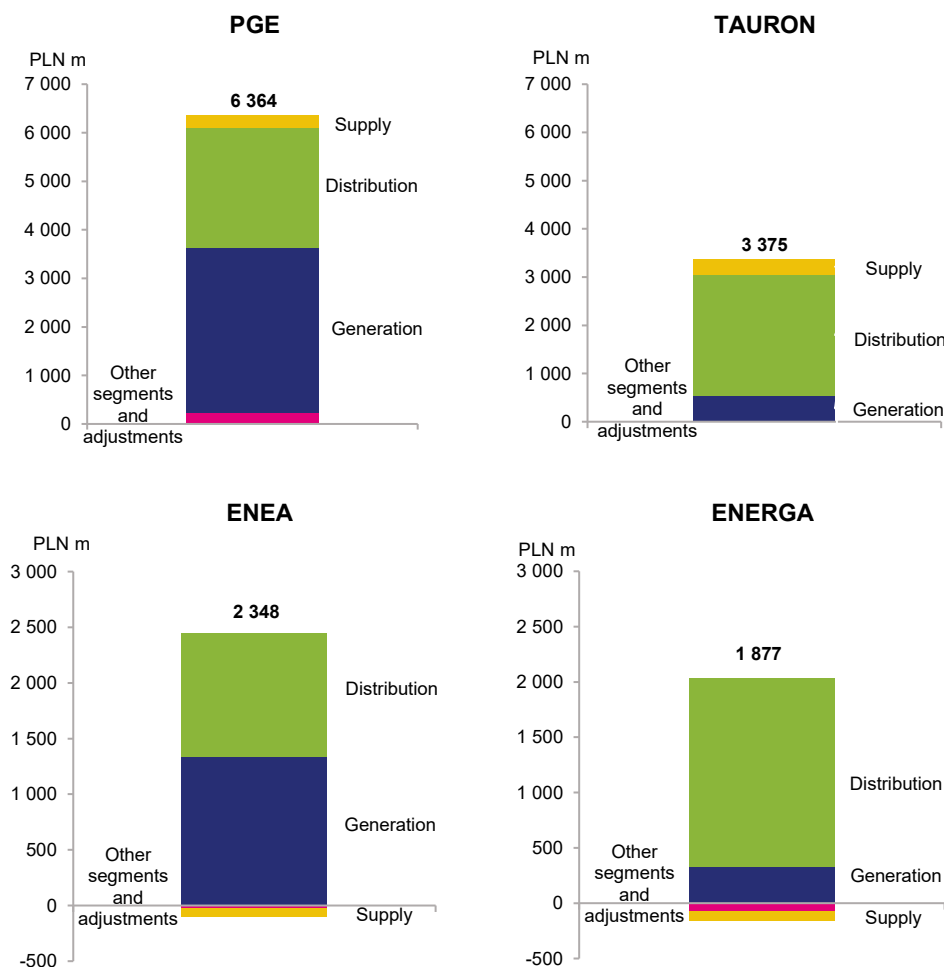 PGE
PLN m
7 000
6 000
5 000
4 000
3 000
2 000
1 000
0
6 364
Supply
Distribution
Generation
Other
segments
and
adjustments
TAURON
PLN m
7 000
6 000
5 000
4 000
3 000
2 000
1 000
0
3 375
Supply
Distribution
Generation
Other
segments
and
adjustments
ENEA
PLN m
3 000
2 500
2 000
1 500
1 000
500
0
-500
2 348
Distribution
Generation
Other
segments
and
adjustments
Supply
ENERGA
PLN m
3 000
2 500
2 000
1 500
1 000
500
0
-500
1 877
Distribution
Generation
Other
segments
and
adjustments
Supply